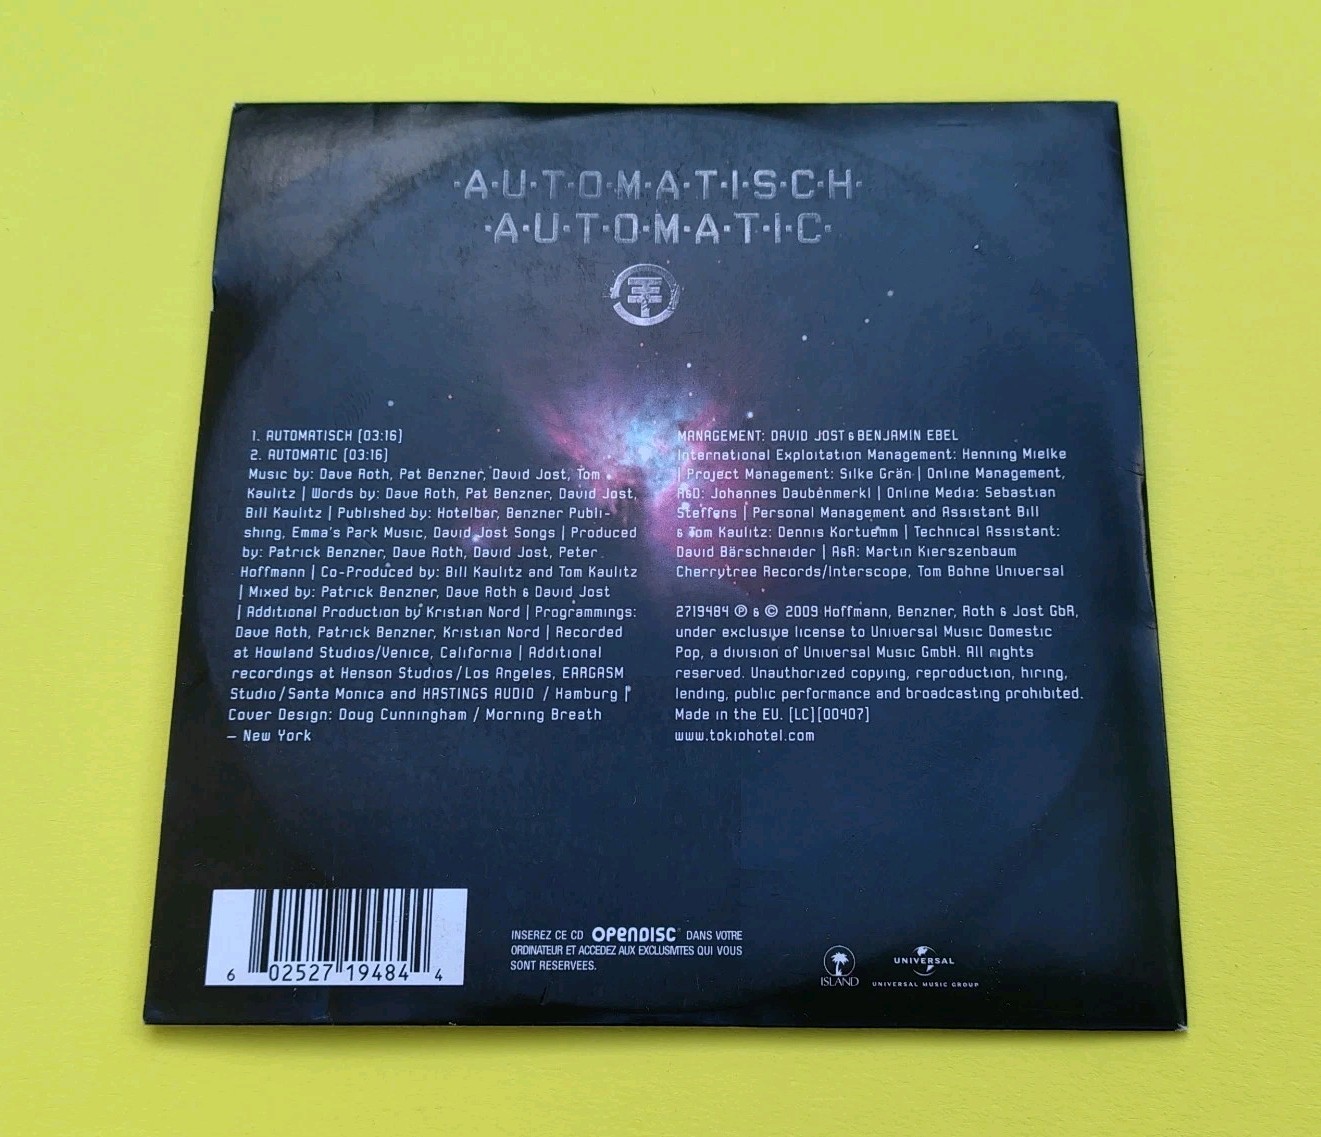 ·A·U·T·O·M·A·T·I·S·C·H·
·A·U·T·O·M·A·T·I·C·
1. AUTOMATISCH [03:16]
2. AUTOMATIC [03:16]
Music by: Dave Roth, Pat Benzner, David Jost, Tom
Kaulitz | Words by: Dave Roth, Pat Benzner, David Jost,
Bill Kaulitz | Published by: Hotelbar, Benzner Publi-
shing, Emma's Park Music, David Jost Songs | Produced
by: Patrick Benzner, Dave Roth, David Jost, Peter
Hoffmann | Co-Produced by: Bill Kaulitz and Tom Kaulitz
| Mixed by: Patrick Benzner, Dave Roth & David Jost
| Additional Production by Kristian Nord | Programmings:
Dave Roth, Patrick Benzner, Kristian Nord | Recorded
at Howland Studios/Venice, California | Additional
recordings at Henson Studios/Los Angeles, EARGASM
Studio/Santa Monica and HASTINGS AUDIO / Hamburg |
Cover Design: Doug Cunningham / Morning Breath
– New York
MANAGEMENT: DAVID JOST & BENJAMIN EBEL
International Exploitation Management: Henning Mielke
| Project Management: Silke Grän | Online Management,
A&D: Johannes Daubenmerkl | Online Media: Sebastian
Steffens | Personal Management and Assistant Bill
& Tom Kaulitz: Dennis Kortuemm | Technical Assistant:
David Bärschneider | A&R: Martin Kierszenbaum
Cherrytree Records/Interscope, Tom Bohne Universal
2719484 ℗ & © 2009 Hoffmann, Benzner, Roth & Jost GbR,
under exclusive license to Universal Music Domestic
Pop, a division of Universal Music GmbH. All rights
reserved. Unauthorized copying, reproduction, hiring,
lending, public performance and broadcasting prohibited.
Made in the EU. [LC][00407]
www.tokiohotel.com
6 02527 19484 4
INSEREZ CE CD OPENDISC DANS VOTRE
ORDINATEUR ET ACCEDEZ AUX EXCLUSIVITES QUI VOUS
SONT RESERVEES.
ISLAND
UNIVERSAL
UNIVERSAL MUSIC GROUP